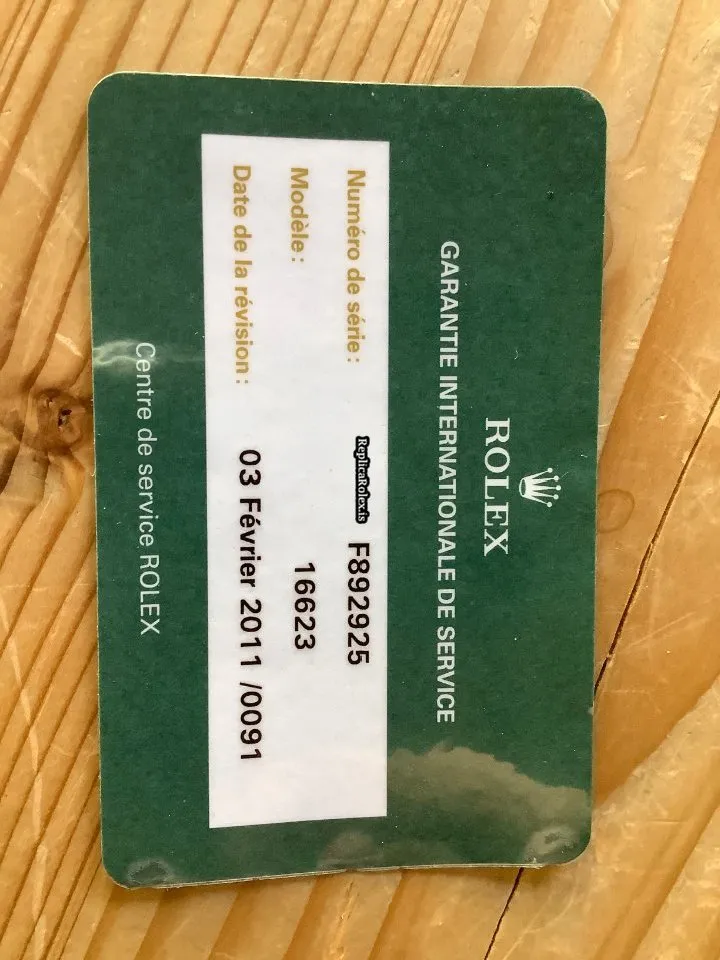 ROLEX
GARANTIE INTERNATIONALE DE SERVICE
Numéro de série : ReplicaRolex.is F892925
Modèle : 16623
Date de la révision : 03 Février 2011 /0091
Centre de service ROLEX